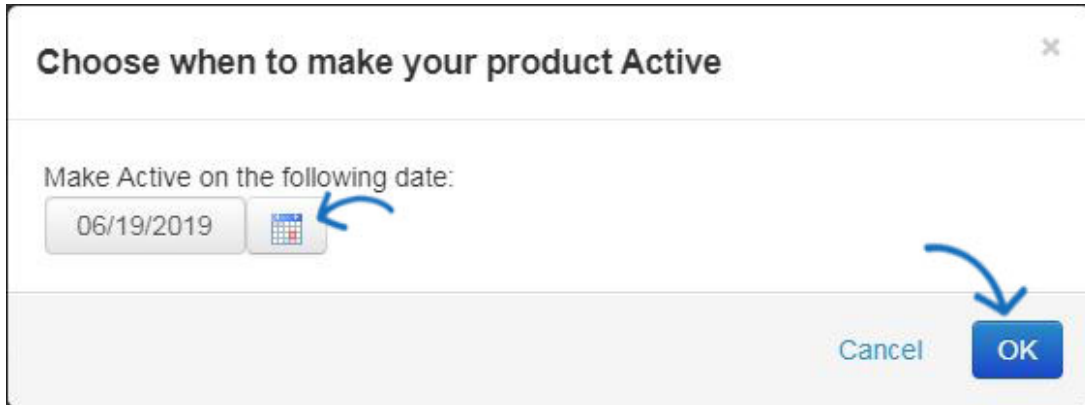 Choose when to make your product Active
×
Make Active on the following date:
06/19/2019
Cancel OK